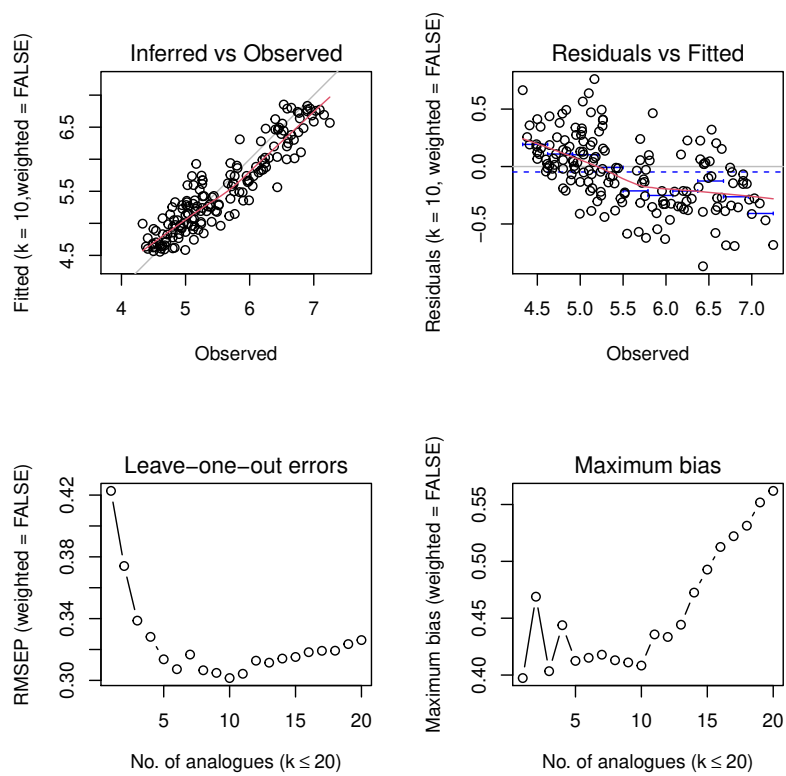 Inferred vs Observed
Fitted (k = 10,weighted = FALSE)
4.5 5.5 6.5
4 5 6 7
Observed
Residuals vs Fitted
Residuals (k = 10, weighted = FALSE)
−0.5 0.0 0.5
4.5 5.0 5.5 6.0 6.5 7.0
Observed
Leave−one−out errors
RMSEP (weighted = FALSE)
0.30 0.34 0.38 0.42
5 10 15 20
No. of analogues (k ≤ 20)
Maximum bias
Maximum bias (weighted = FALSE)
0.40 0.45 0.50 0.55
5 10 15 20
No. of analogues (k ≤ 20)